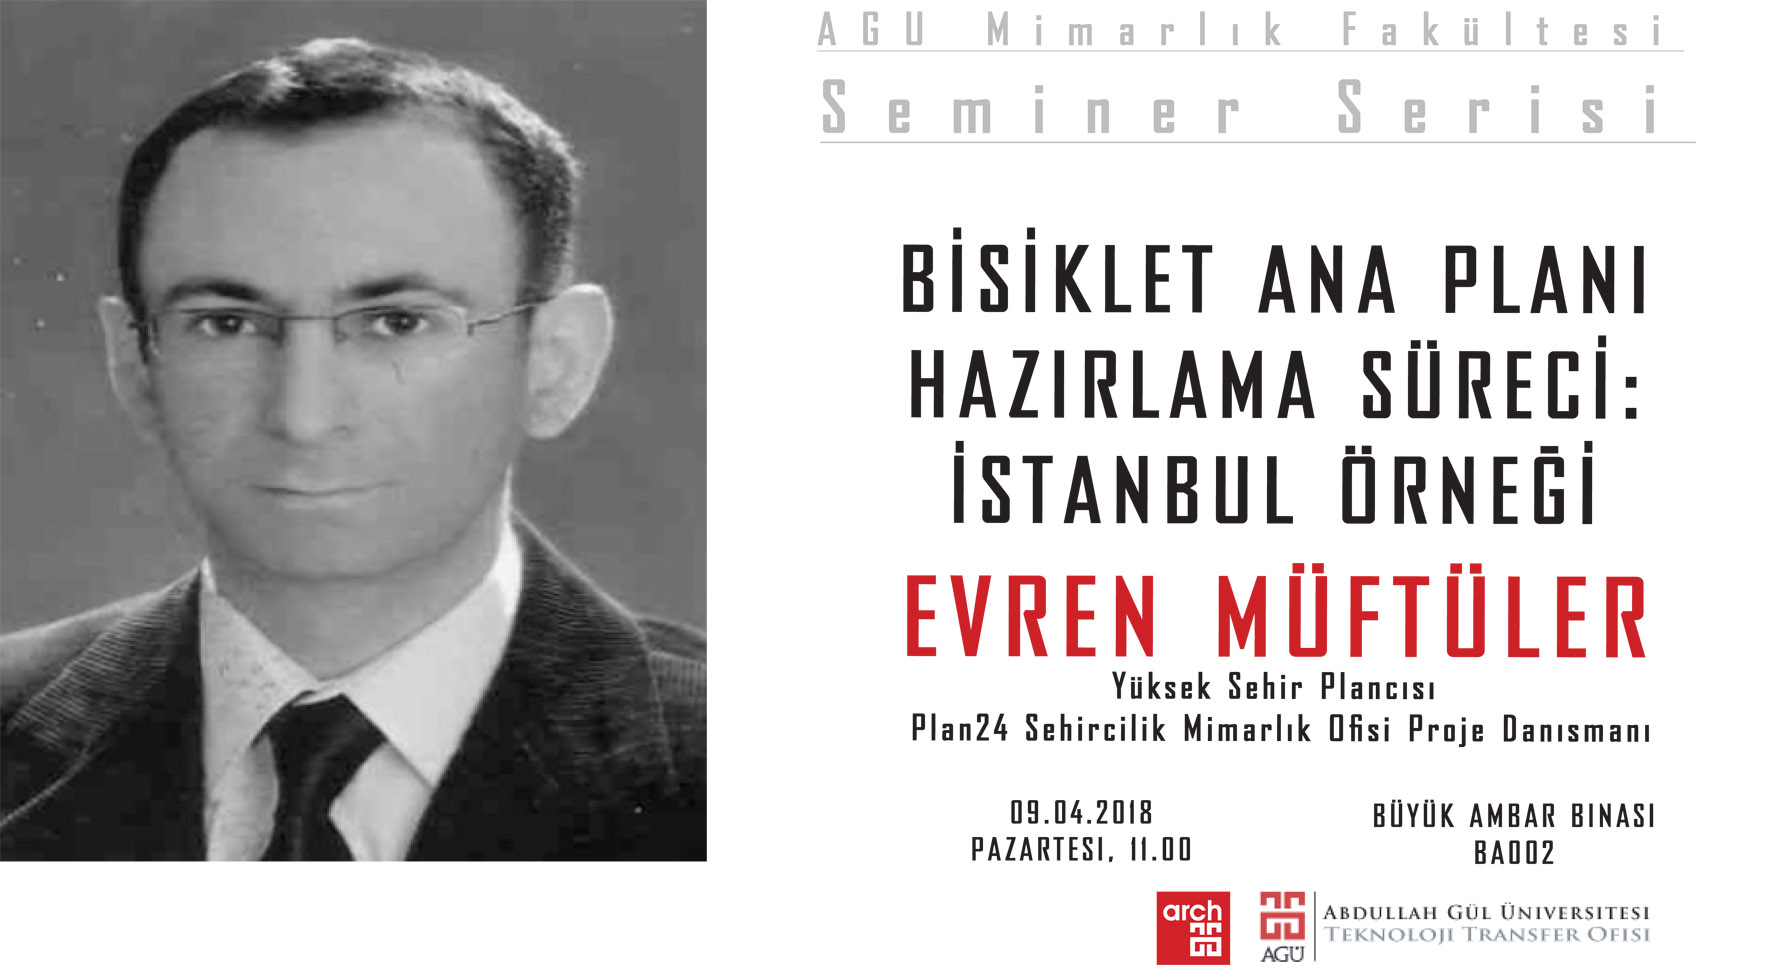 AGU Mimarlık Fakültesi
Seminer Serisi
BİSİKLET ANA PLANI
HAZIRLAMA SÜRECİ:
İSTANBUL ÖRNEĞİ
EVREN MÜFTÜLER
Yüksek Sehir Plancısı
Plan24 Sehircilik Mimarlık Ofisi Proje Danısmanı
09.04.2018
PAZARTESI, 11.00
BÜYÜK AMBAR BINASI
BA002
arch
AGÜ
ABDULLAH GÜL ÜNIVERSITESI
TEKNOLOJI TRANSFER OFISI